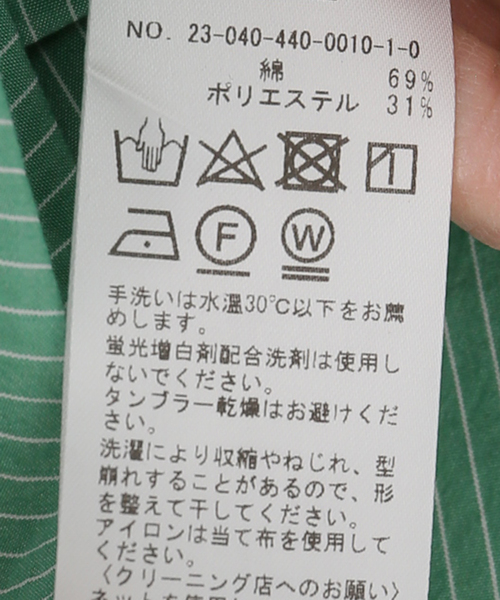 NO. 23-040-440-0010-1-0
綿 69%
ポリエステル 31%
F W
手洗いは水温30℃以下をお薦
めします。
蛍光増白剤配合洗剤は使用し
ないでください。
タンブラー乾燥はお避けくだ
さい。
洗濯により収縮やねじれ、型
崩れすることがあるので、形
を整えて干してください。
アイロンは当て布を使用して
ください。
〈クリーニング店へのお願い〉